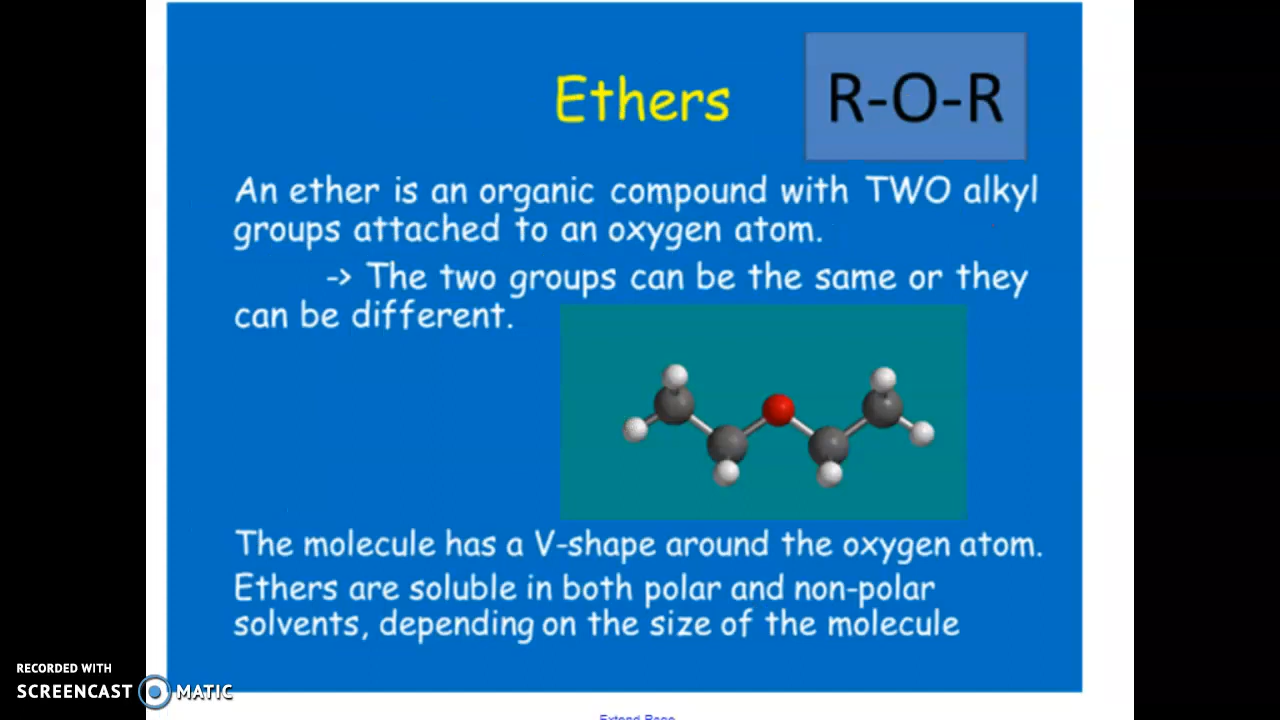 Ethers
R-O-R
An ether is an organic compound with TWO alkyl
groups attached to an oxygen atom.
-> The two groups can be the same or they
can be different.
The molecule has a V-shape around the oxygen atom.
Ethers are soluble in both polar and non-polar
solvents, depending on the size of the molecule
RECORDED WITH
SCREENCAST MATIC
Extend Page